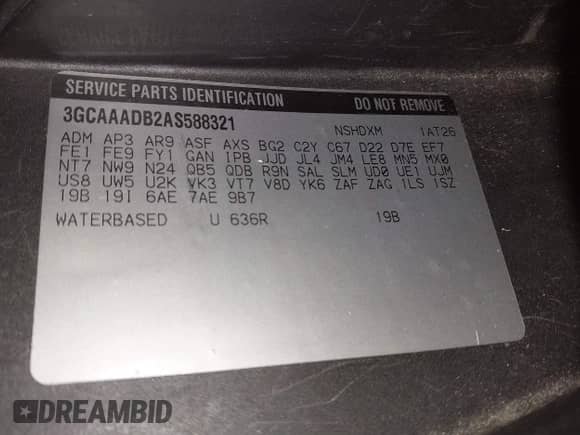 SERVICE PARTS IDENTIFICATION DO NOT REMOVE
3GCAAADB2AS588321 NSHDXM 1AT26
ADM AP3 AR9 ASF AXS BG2 C2Y C67 D22 D7E EF7
FE1 FE9 FY1 GAN IPB JJD JL4 JM4 LE8 MN5 MX0
NT7 NW9 N24 QB5 QDB R9N SAL SLM UD0 UE1 UJM
US8 UW5 U2K VK3 VT7 V8D YK6 ZAF ZAG 1LS 1SZ
19B 19I 6AE 7AE 9B7
WATERBASED U 636R 19B
DREAMBID